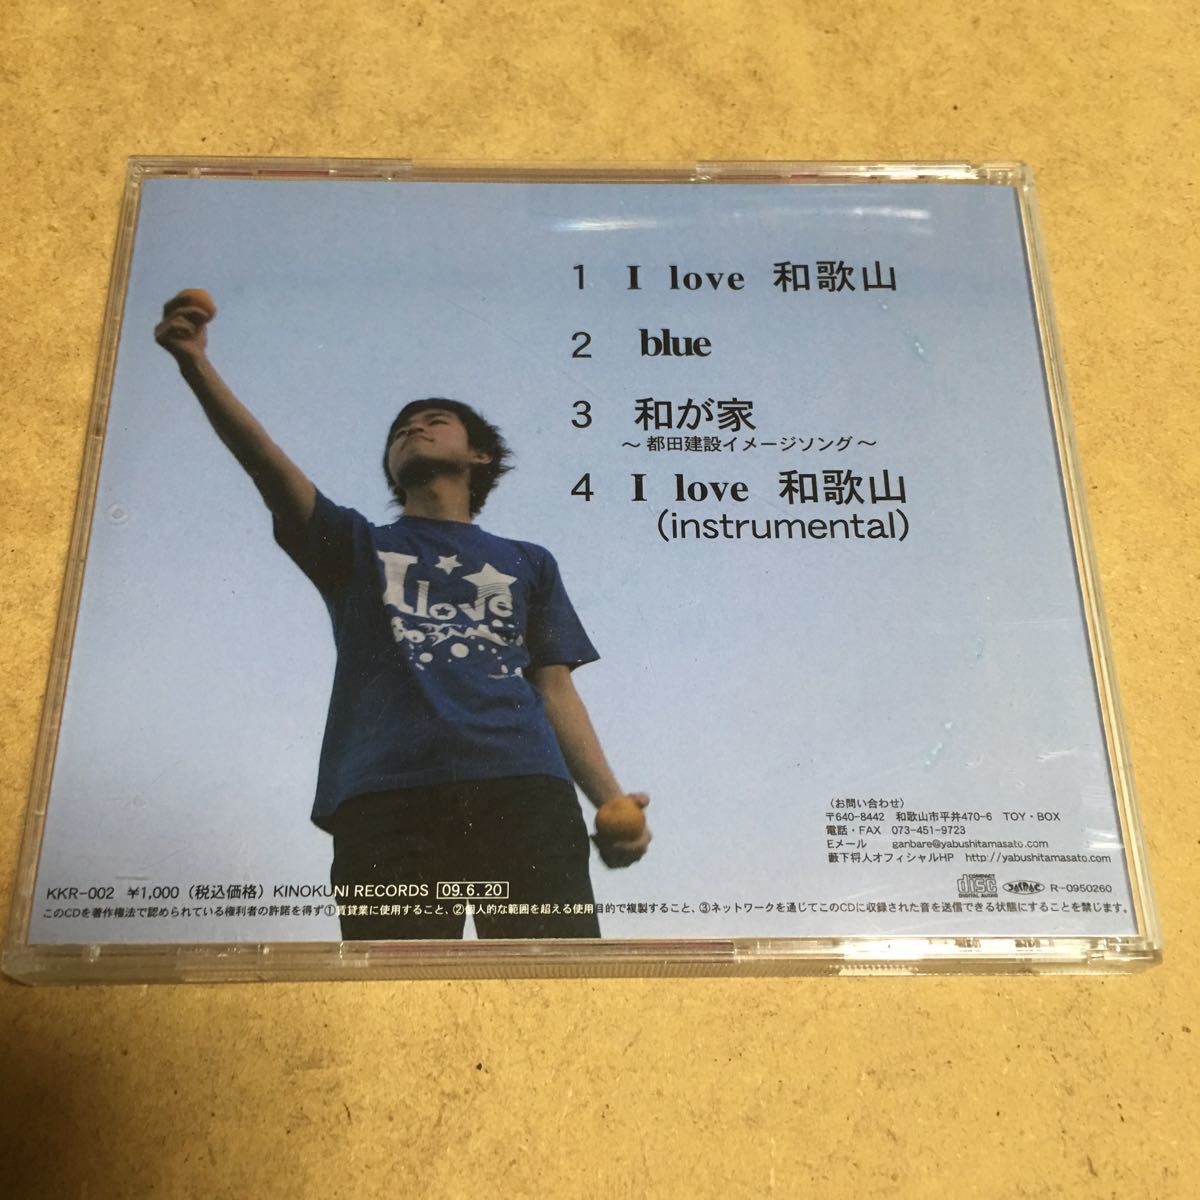 1 I love 和歌山
2 blue
3 和が家
～都田建設イメージソング～
4 I love 和歌山
(instrumental)
I love
〈お問い合わせ〉
〒640-8442 和歌山市平井470-6 TOY・BOX
電話・FAX 073-451-9723
Eメール ganbare@yabushitamasato.com
藪下将人オフィシャルHP http://yabushitamasato.com
COMPACT disc DIGITAL AUDIO JASRAC R-0950260
KKR-002 ¥1,000（税込価格）KINOKUNI RECORDS 09.6.20
このCDを著作権法で認められている権利者の許諾を得ず①賃貸業に使用すること、②個人的な範囲を超える使用目的で複製すること、③ネットワークを通じてこのCDに収録された音を送信できる状態にすることを禁じます。